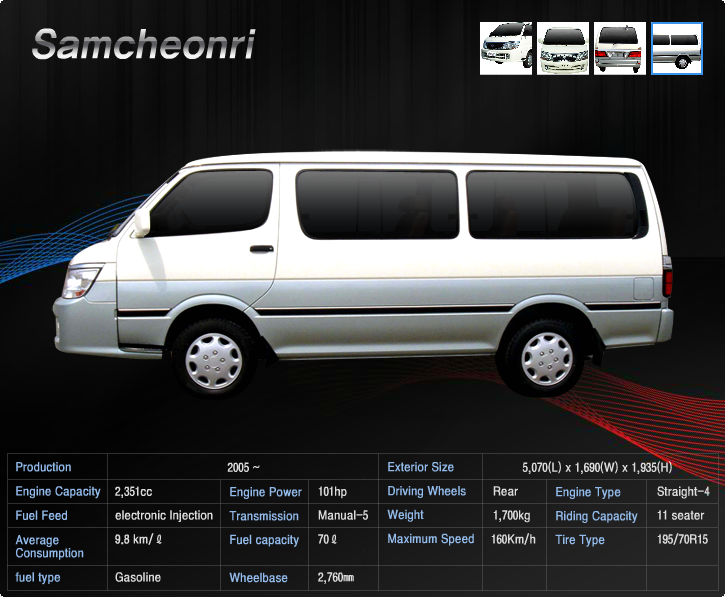 Samcheonri
Production 2005 ~ Exterior Size 5,070(L) x 1,690(W) x 1,935(H)
Engine Capacity 2,351cc Engine Power 101hp Driving Wheels Rear Engine Type Straight-4
Fuel Feed electronic Injection Transmission Manual-5 Weight 1,700kg Riding Capacity 11 seater
Average
Consumption 9.8 km/ℓ Fuel capacity 70ℓ Maximum Speed 160Km/h Tire Type 195/70R15
fuel type Gasoline Wheelbase 2,760㎜